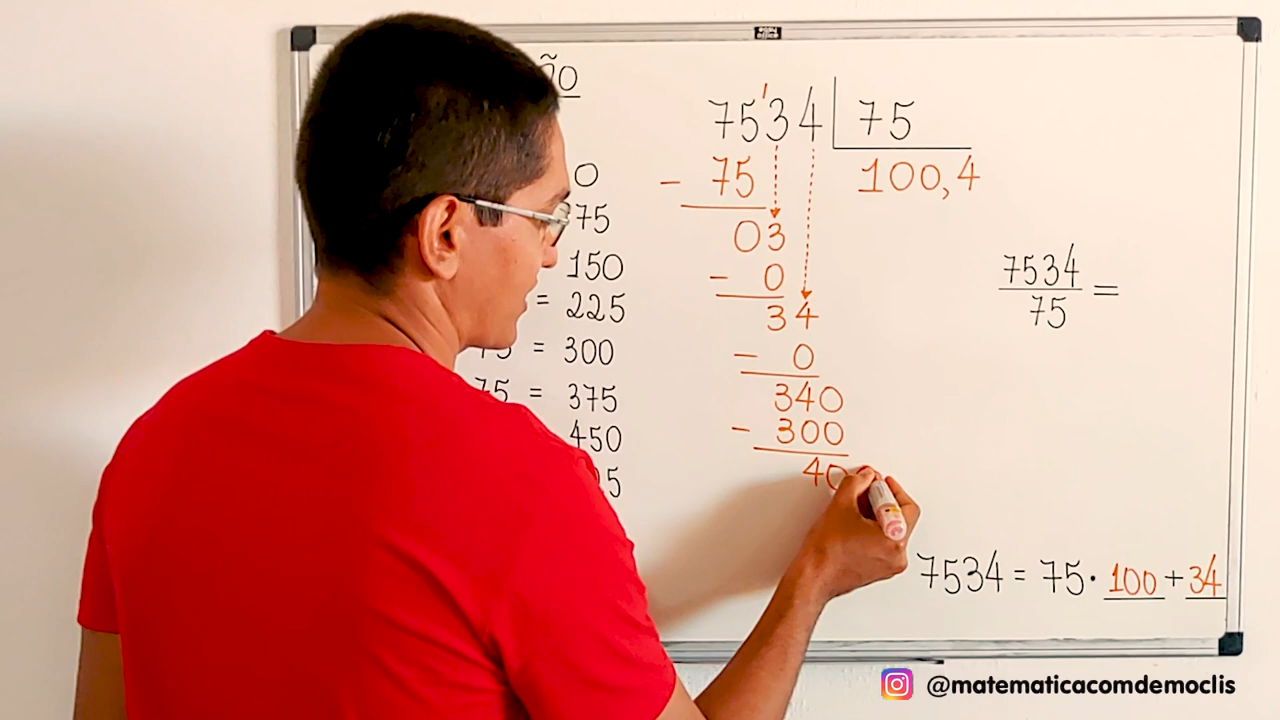 ÃO
0
75
150
= 225
75 = 300
75 = 375
450
7534 | 75
- 75
100,4
03
- 0
34
- 0
340
- 300
40
7534
75
=
7534 = 75 · 100 + 34
@matematicacomdemoclis